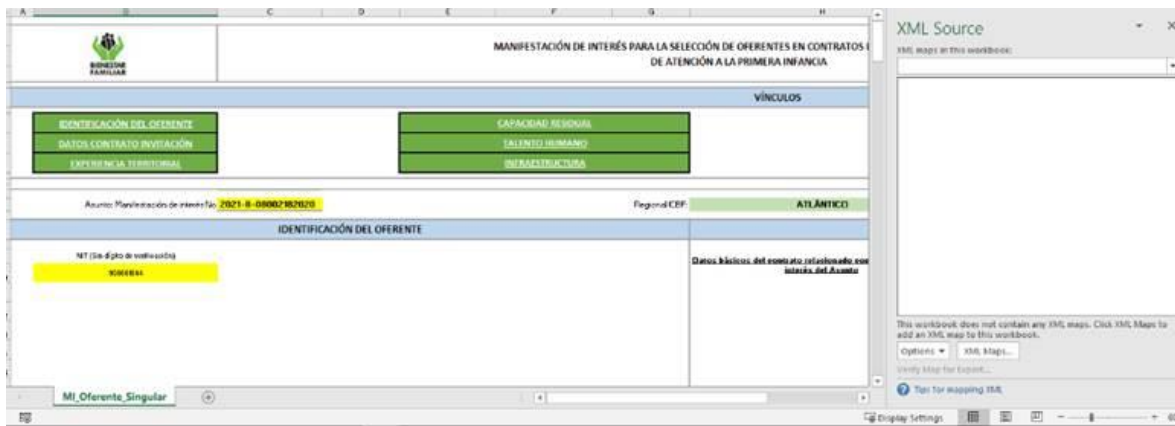 A B C D E F G H
BIENESTAR
FAMILIAR
MANIFESTACIÓN DE INTERÉS PARA LA SELECCIÓN DE OFERENTES EN CONTRATOS
DE ATENCIÓN A LA PRIMERA INFANCIA
VÍNCULOS
IDENTIFICACIÓN DEL OFERENTE
CAPACIDAD RESIDUAL
DATOS CONTRATO INVITACIÓN
TALENTO HUMANO
EXPERIENCIA TERRITORIAL
INFRAESTRUCTURA
Asunto: Manifestación de interés No. 2021-II-08002182020
Regional ICBF: ATLÁNTICO
IDENTIFICACIÓN DEL OFERENTE
NIT (Sin dígito de verificación)
Datos básicos del contrato relacionado con
interés del Asunto
MI_Oferente_Singular
XML Source
XML maps in this workbook:
This workbook does not contain any XML maps. Click XML Maps to
add an XML map to this workbook.
Options
XML Maps...
Verify Map for Export...
Tips for mapping XML
Display Settings